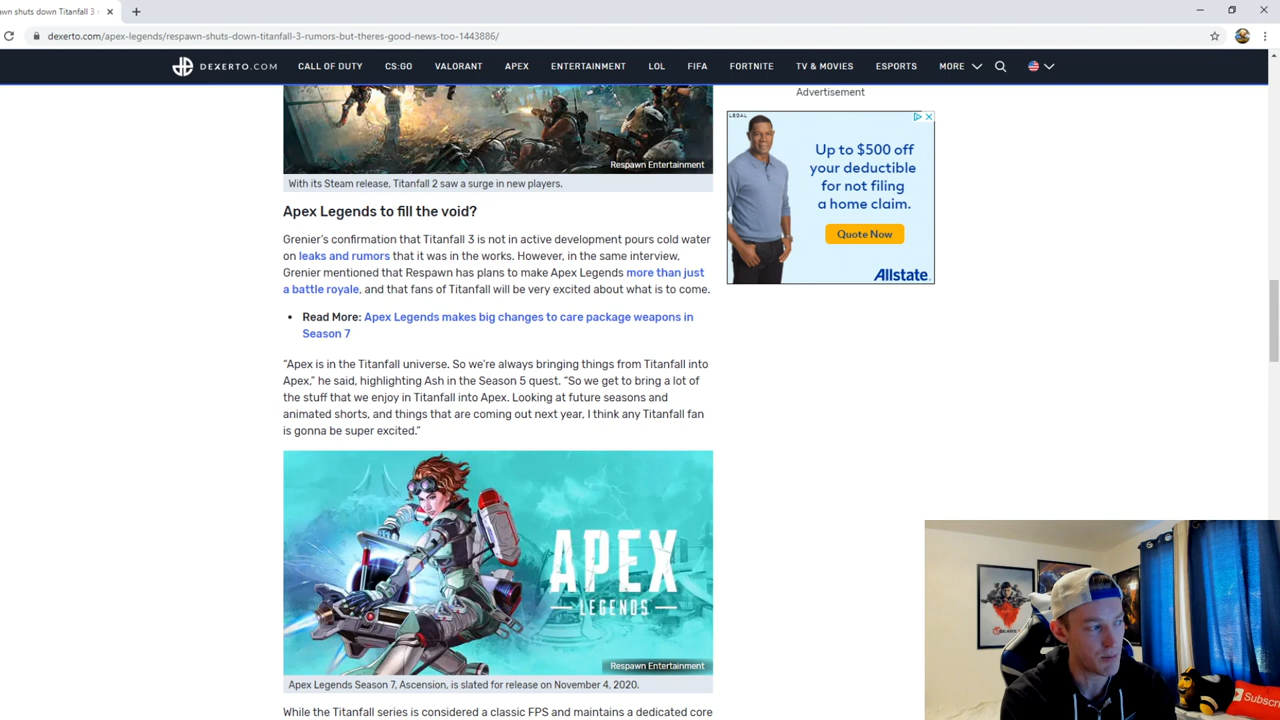 wn shuts down Titanfall 3
dexerto.com/apex-legends/respawn-shuts-down-titanfall-3-rumors-but-theres-good-news-too-1443886/
DEXERTO.COM CALL OF DUTY CS:GO VALORANT APEX ENTERTAINMENT LOL FIFA FORTNITE TV & MOVIES ESPORTS MORE
Advertisement
Respawn Entertainment
With its Steam release, Titanfall 2 saw a surge in new players.
LEGAL
Up to $500 off
your deductible
for not filing
a home claim.
Quote Now
Allstate
Apex Legends to fill the void?
Grenier's confirmation that Titanfall 3 is not in active development pours cold water
on leaks and rumors that it was in the works. However, in the same interview,
Grenier mentioned that Respawn has plans to make Apex Legends more than just
a battle royale, and that fans of Titanfall will be very excited about what is to come.
• Read More: Apex Legends makes big changes to care package weapons in
Season 7
“Apex is in the Titanfall universe. So we're always bringing things from Titanfall into
Apex,” he said, highlighting Ash in the Season 5 quest. “So we get to bring a lot of
the stuff that we enjoy in Titanfall into Apex. Looking at future seasons and
animated shorts, and things that are coming out next year, I think any Titanfall fan
is gonna be super excited.”
APEX
LEGENDS
Respawn Entertainment
Apex Legends Season 7, Ascension, is slated for release on November 4, 2020.
While the Titanfall series is considered a classic FPS and maintains a dedicated core
Subscr